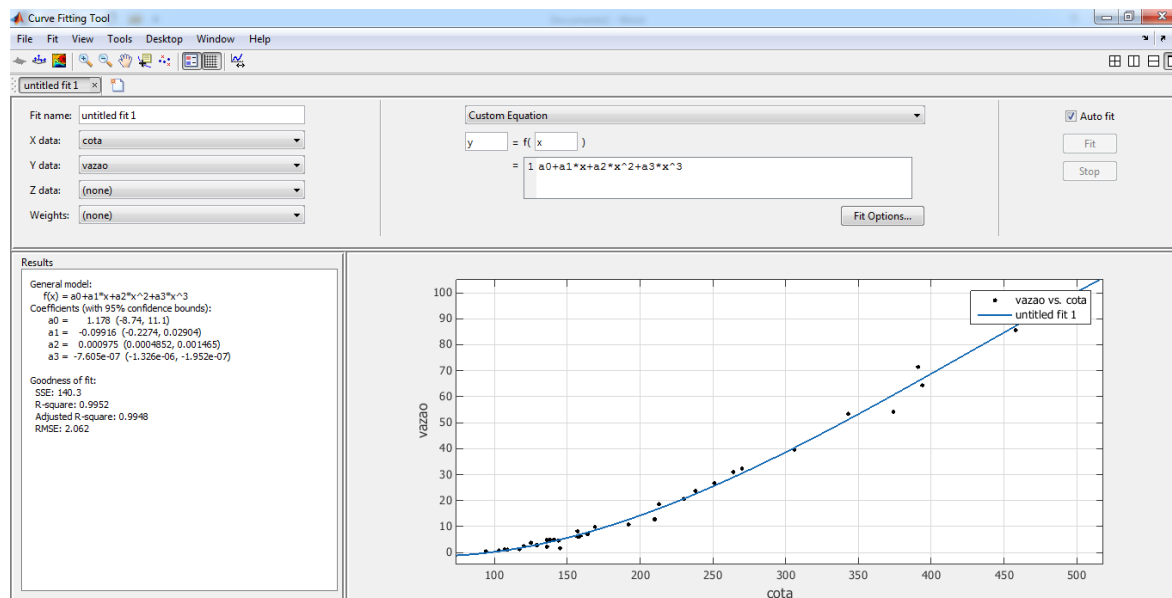 Curve Fitting Tool
File Fit View Tools Desktop Window Help
untitled fit 1
Fit name: untitled fit 1
X data: cota
Y data: vazao
Z data: (none)
Weights: (none)
Custom Equation
y = f( x )
= 1 a0+a1*x+a2*x^2+a3*x^3
Fit Options...
Auto fit
Fit
Stop
Results
General model:
f(x) = a0+a1*x+a2*x^2+a3*x^3
Coefficients (with 95% confidence bounds):
a0 = 1.178 (-8.74, 11.1)
a1 = -0.09916 (-0.2274, 0.02904)
a2 = 0.000975 (0.0004852, 0.001465)
a3 = -7.605e-07 (-1.326e-06, -1.952e-07)
Goodness of fit:
SSE: 140.3
R-square: 0.9952
Adjusted R-square: 0.9948
RMSE: 2.062
vazao vs. cota
untitled fit 1
100
90
80
70
60
50
40
30
20
10
0
vazao
100 150 200 250 300 350 400 450 500
cota